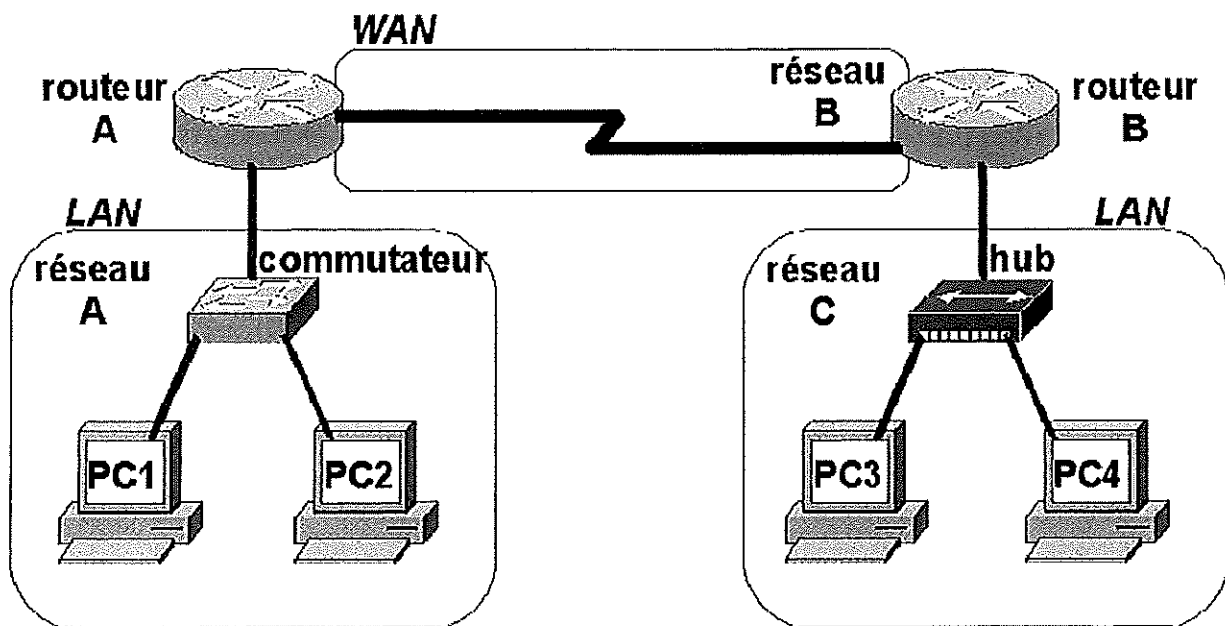 WAN
routeur
A
réseau
B
routeur
B
LAN
réseau
A
commutateur
LAN
réseau
C
hub
PC1
PC2
PC3
PC4